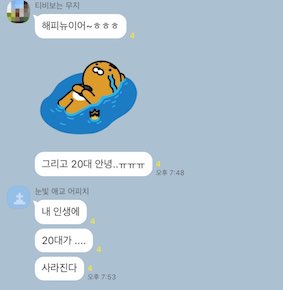 티비보는 무지
해피뉴이어~ㅎㅎㅎ
4
그리고 20대 안녕..ㅠㅠㅠ
4
오후 7:48
눈빛 애교 어피치
내 인생에
4
20대가 ....
4
사라진다
4
오후 7:53